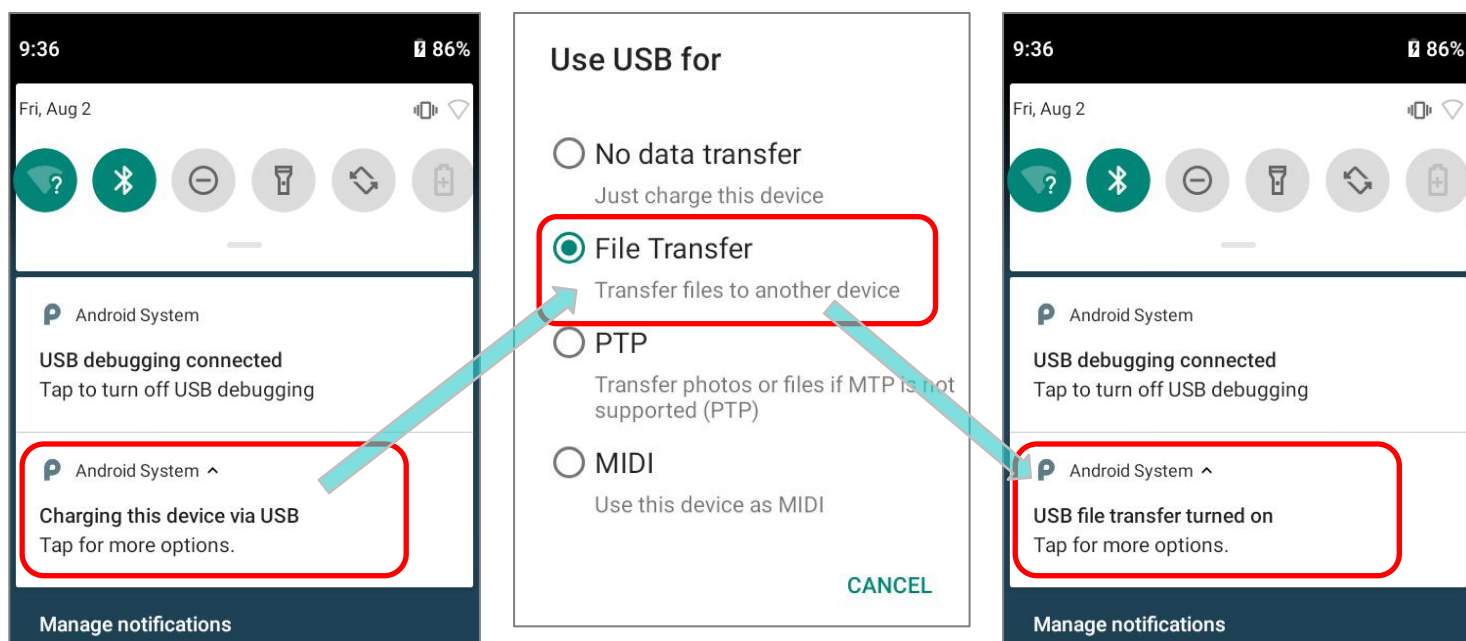 9:36
86%
Fri, Aug 2
?
Android System
USB debugging connected
Tap to turn off USB debugging
Android System
Charging this device via USB
Tap for more options.
Manage notifications
Use USB for
No data transfer
Just charge this device
File Transfer
Transfer files to another device
PTP
Transfer photos or files if MTP is not
supported (PTP)
MIDI
Use this device as MIDI
CANCEL
9:36
86%
Fri, Aug 2
?
Android System
USB debugging connected
Tap to turn off USB debugging
Android System
USB file transfer turned on
Tap for more options.
Manage notifications